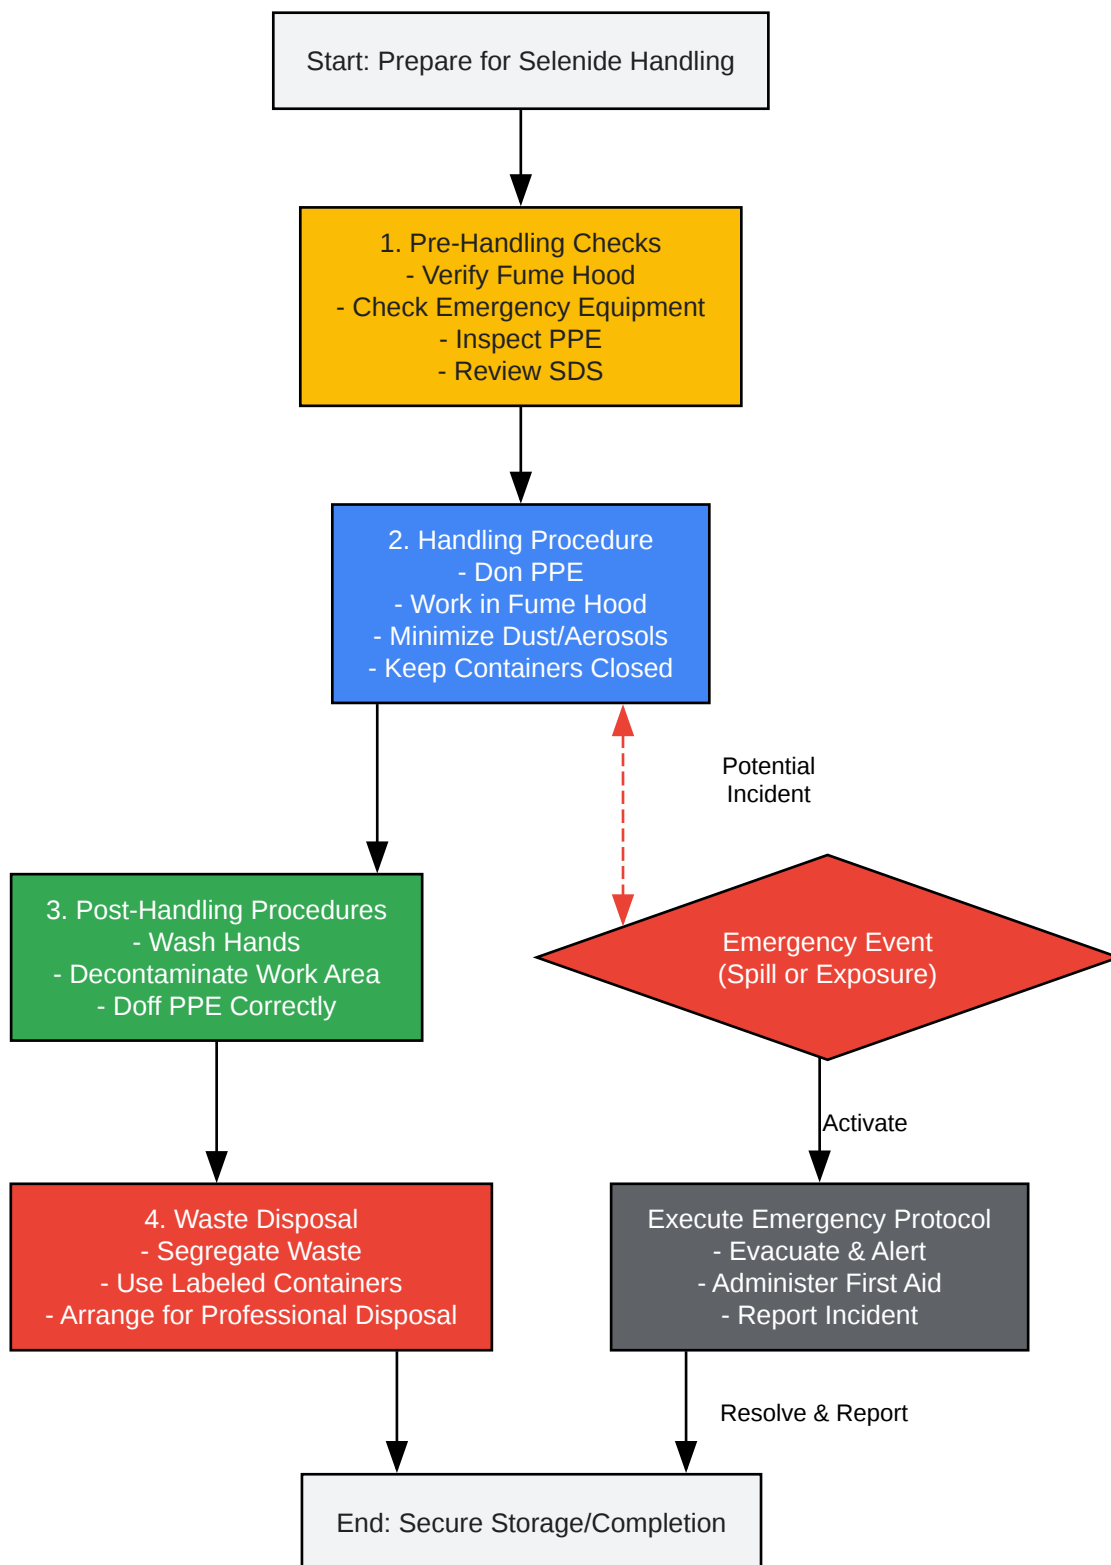 Start: Prepare for Selenide Handling
1. Pre-Handling Checks
- Verify Fume Hood
- Check Emergency Equipment
- Inspect PPE
- Review SDS
2. Handling Procedure
- Don PPE
- Work in Fume Hood
- Minimize Dust/Aerosols
- Keep Containers Closed
Potential
Incident
3. Post-Handling Procedures
- Wash Hands
- Decontaminate Work Area
- Doff PPE Correctly
Emergency Event
(Spill or Exposure)
Activate
4. Waste Disposal
- Segregate Waste
- Use Labeled Containers
- Arrange for Professional Disposal
Execute Emergency Protocol
- Evacuate & Alert
- Administer First Aid
- Report Incident
Resolve & Report
End: Secure Storage/Completion